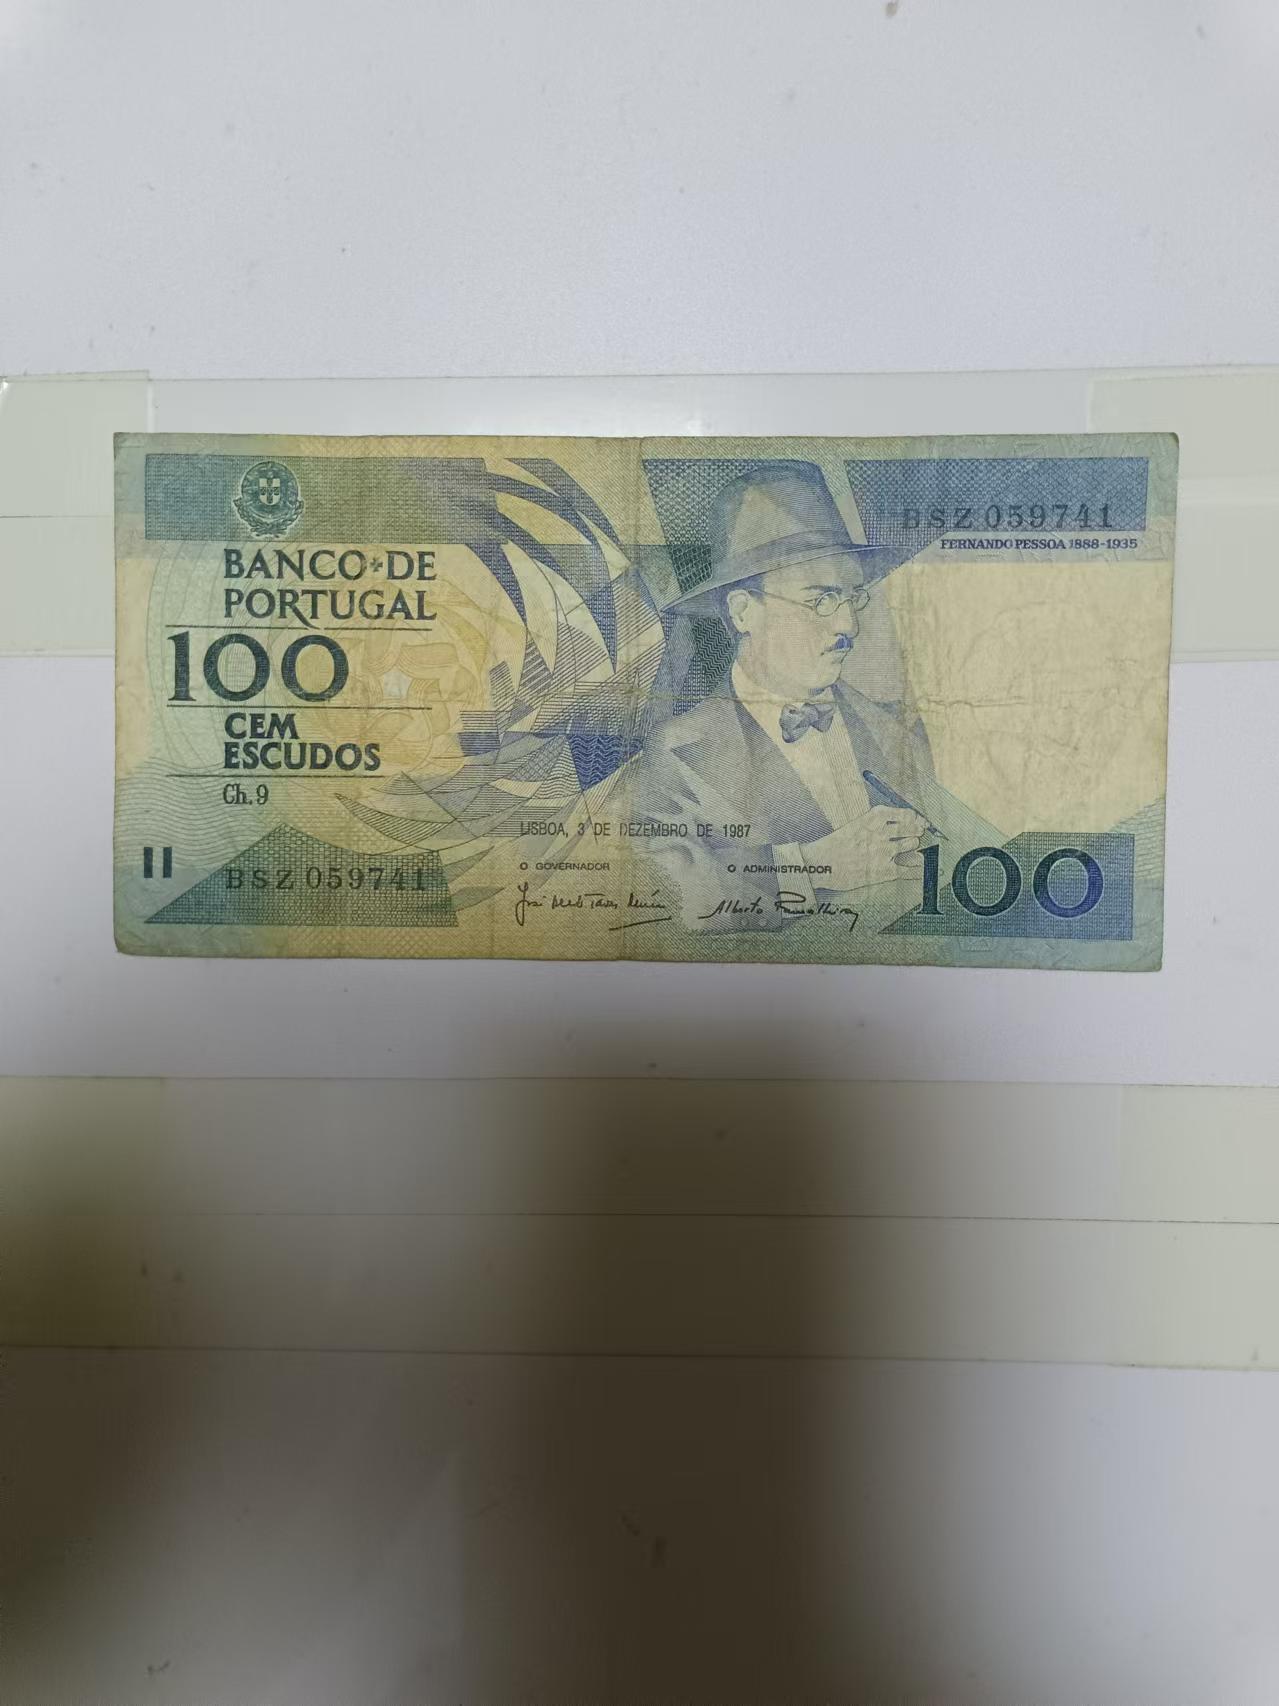 BSZ 059741
FERNANDO PESSOA 1888-1935
BANCO DE
PORTUGAL
100
CEM
ESCUDOS
Ch. 9
LISBOA, 3 DE DEZEMBRO DE 1987
O GOVERNADOR
O ADMINISTRADOR
BSZ 059741
100